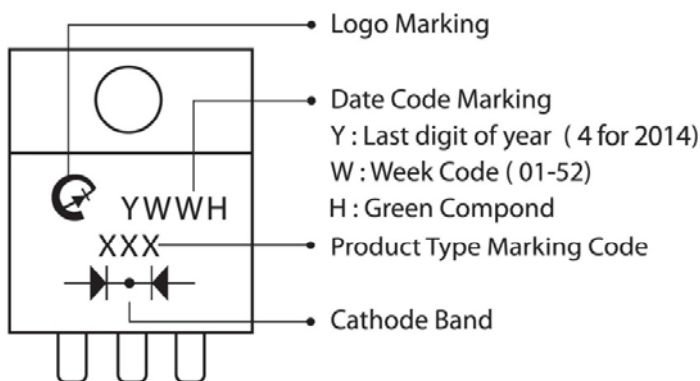 Logo Marking
Date Code Marking
Y : Last digit of year ( 4 for 2014)
W : Week Code ( 01-52)
H : Green Compond
YWWH
XXX
Product Type Marking Code
Cathode Band